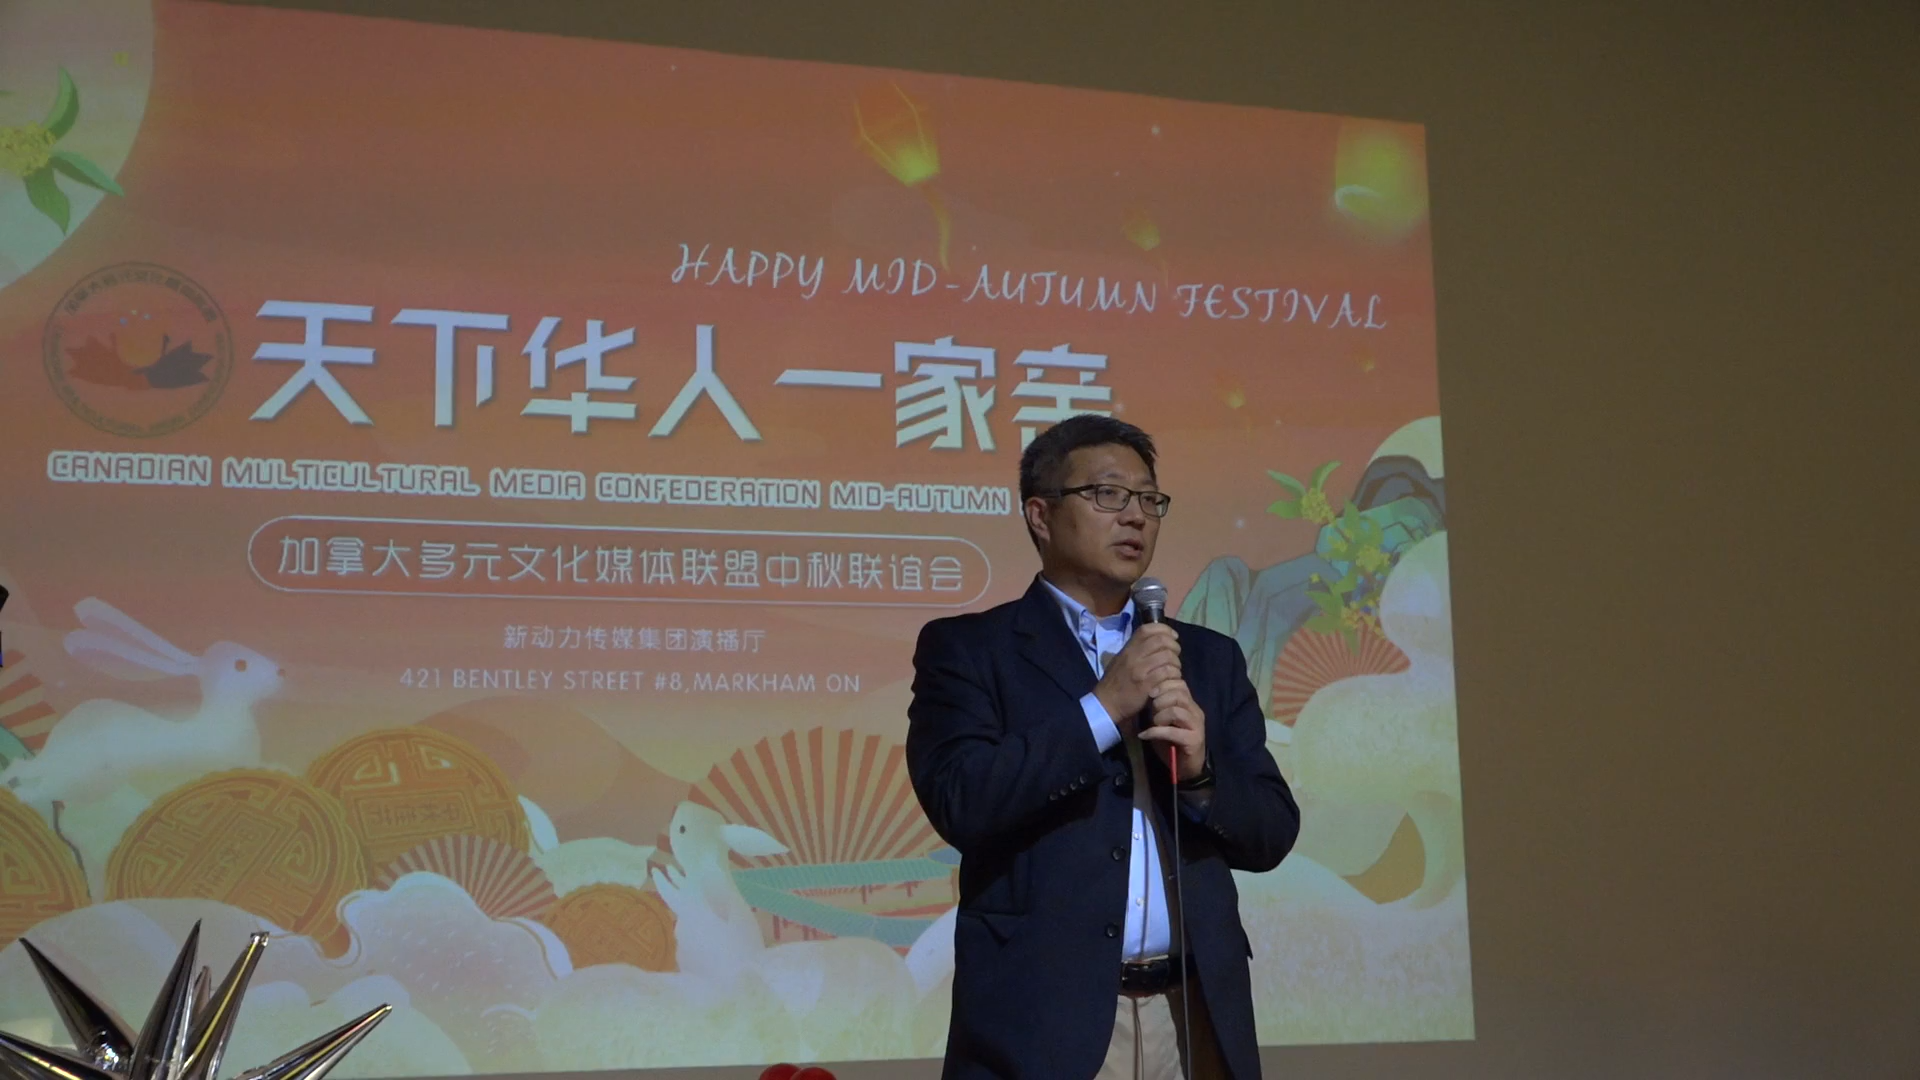 HAPPY MID-AUTUMN FESTIVAL
天下华人一家亲
CANADIAN MULTICULTURAL MEDIA CONFEDERATION MID-AUTUMN
加拿大多元文化媒体联盟中秋联谊会
新动力传媒集团演播厅
421 BENTLEY STREET #8,MARKHAM ON